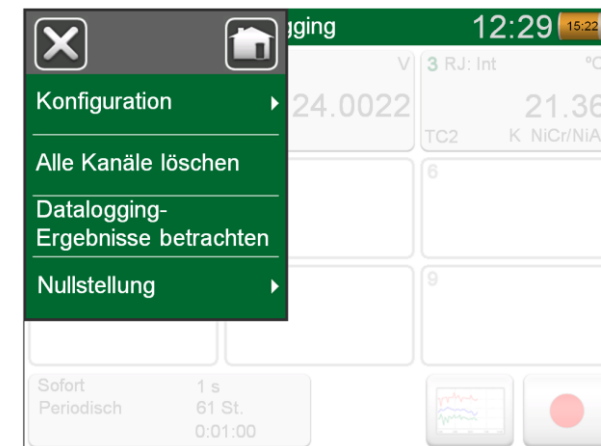 gging 12:29 15:22
V 3 RJ: Int °C
Konfiguration
24.0022 21.36
TC2 K NiCr/NiA
Alle Kanäle löschen
6
Datalogging-
Ergebnisse betrachten
Nullstellung
9
Sofort 1 s
Periodisch 61 St.
0:01:00